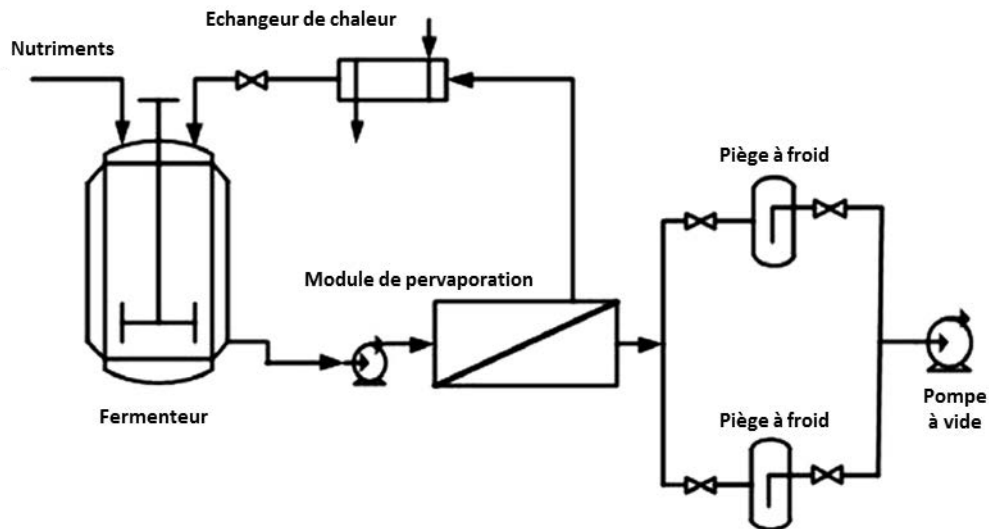 Echangeur de chaleur
Nutriments
Piège à froid
Module de pervaporation
Fermenteur
Piège à froid
Pompe
à vide